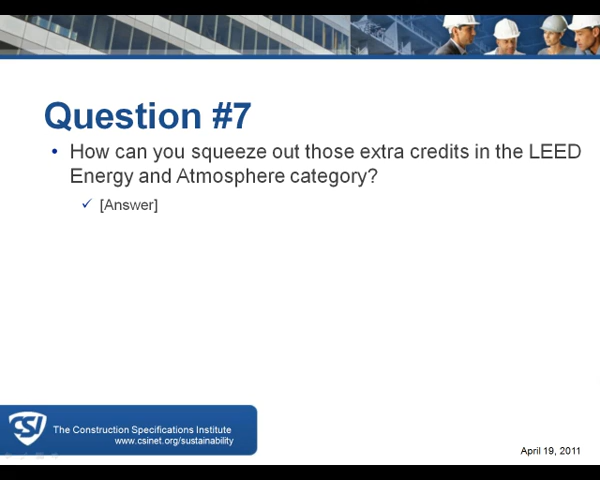 Question #7
• How can you squeeze out those extra credits in the LEED
Energy and Atmosphere category?
✓ [Answer]
CSI
The Construction Specifications Institute
www.csinet.org/sustainability
April 19, 2011